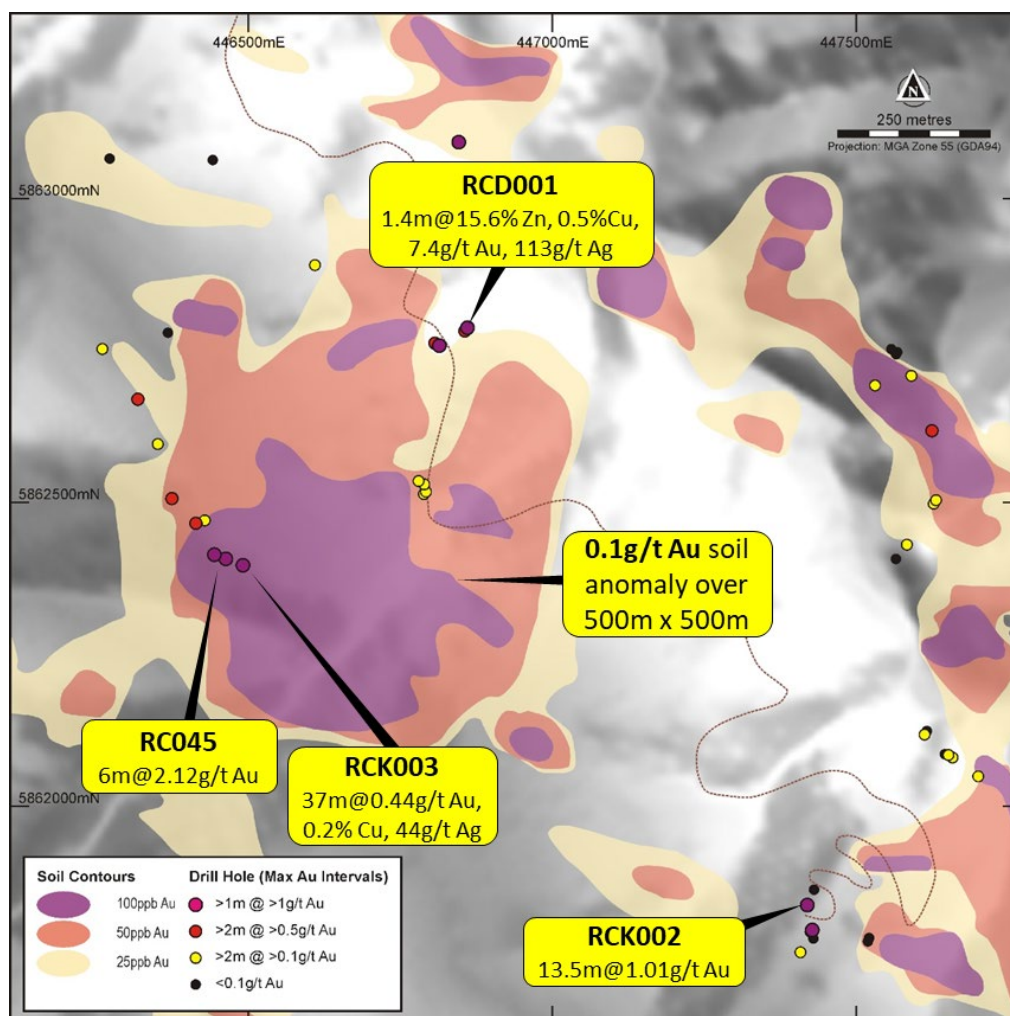 446500mE
447000mE
447500mE
N
250 metres
Projection: MGA Zone 55 (GDA94)
5863000mN
RCD001
1.4m@15.6% Zn, 0.5%Cu,
7.4g/t Au, 113g/t Ag
5862500mN
0.1g/t Au soil
anomaly over
500m x 500m
RC045
6m@2.12g/t Au
RCK003
37m@0.44g/t Au,
0.2% Cu, 44g/t Ag
5862000mN
RCK002
13.5m@1.01g/t Au
Soil Contours
100ppb Au
50ppb Au
25ppb Au
Drill Hole (Max Au Intervals)
>1m @ >1g/t Au
>2m @ >0.5g/t Au
>2m @ >0.1g/t Au
<0.1g/t Au